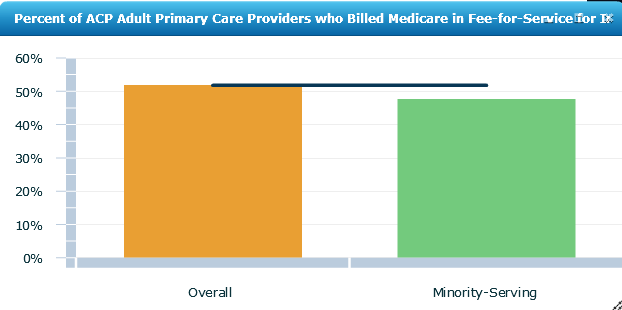 Percent of ACP Adult Primary Care Providers who Billed Medicare in Fee-for-Service for
60%
50%
40%
30%
20%
10%
0%
Overall
Minority-Serving